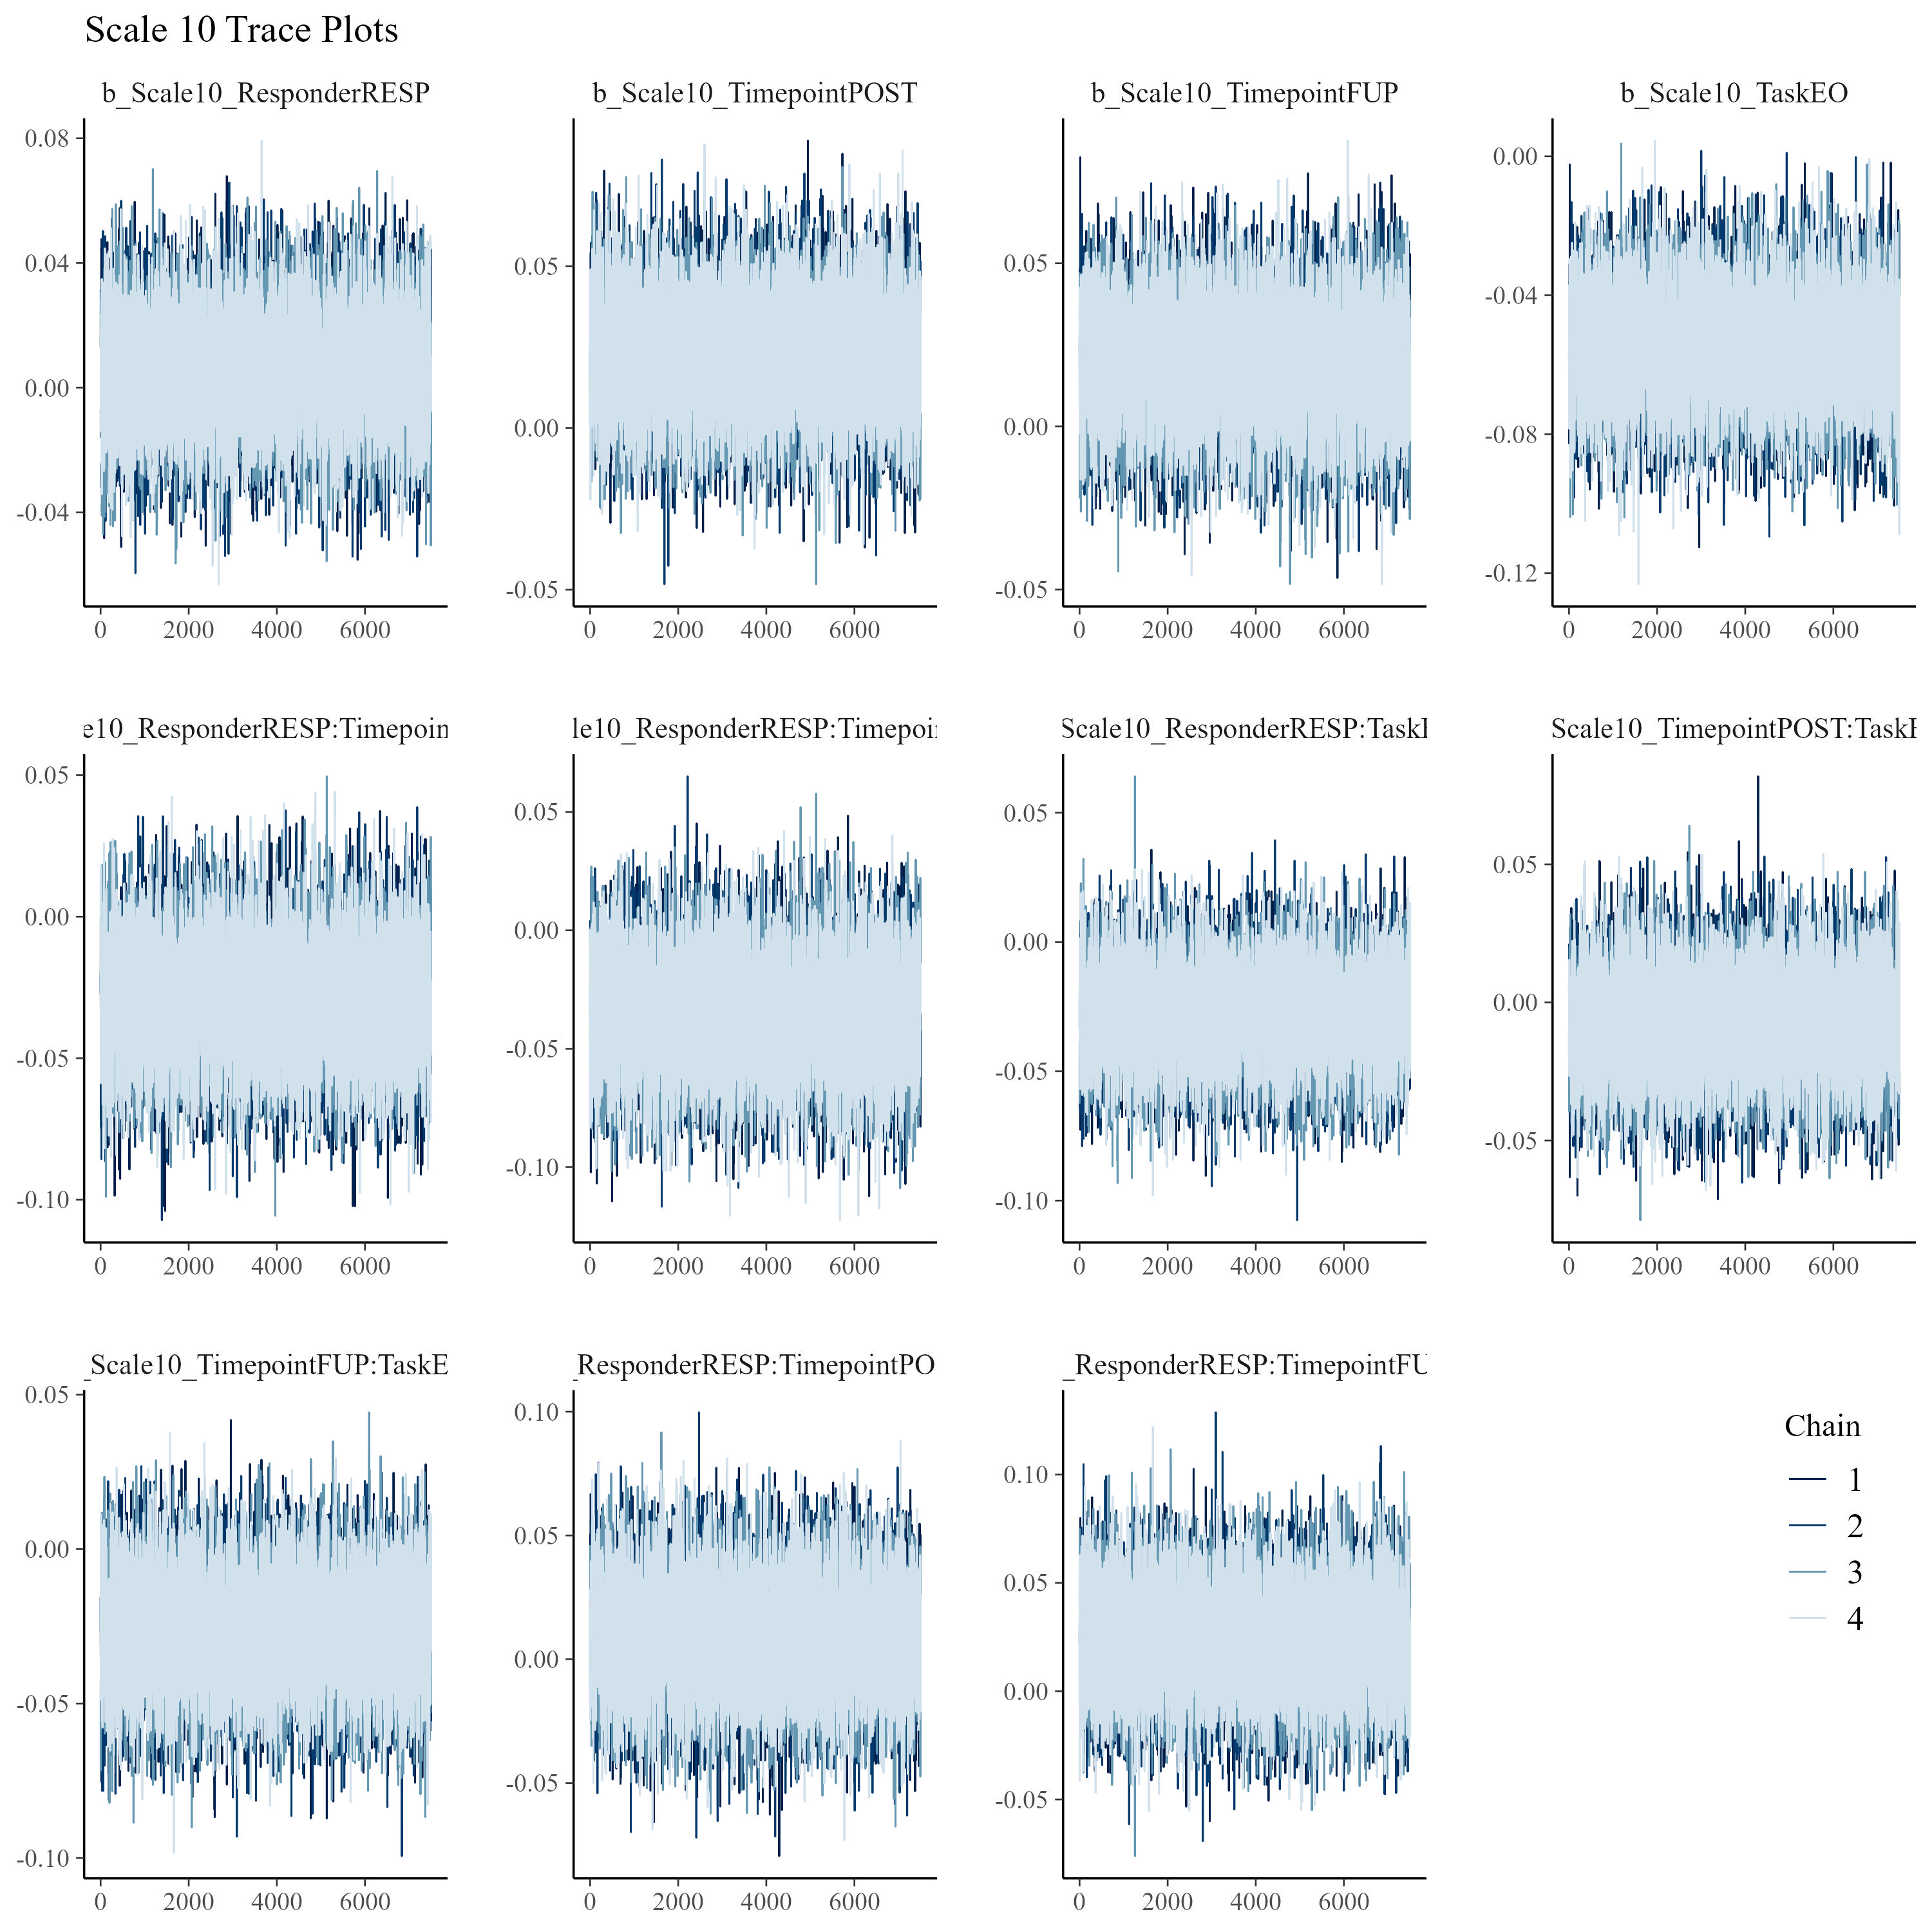 Scale 10 Trace Plots
b_Scale10_ResponderRESP
b_Scale10_TimepointPOST
b_Scale10_TimepointFUP
b_Scale10_TaskEO
0.08
0.04
0.00
-0.04
0.05
0.00
-0.05
0.05
0.00
-0.05
0.00
-0.04
-0.08
-0.12
0 2000 4000 6000
0 2000 4000 6000
0 2000 4000 6000
0 2000 4000 6000
e10_ResponderRESP:Timepoin
le10_ResponderRESP:Timepoi
Scale10_ResponderRESP:Task
Scale10_TimepointPOST:Task
0.05
0.00
-0.05
-0.10
0.05
0.00
-0.05
-0.10
0.05
0.00
-0.05
-0.10
0.05
0.00
-0.05
0 2000 4000 6000
0 2000 4000 6000
0 2000 4000 6000
0 2000 4000 6000
_Scale10_TimepointFUP:TaskE
_ResponderRESP:TimepointPO
_ResponderRESP:TimepointFU
0.05
0.00
-0.05
-0.10
0.10
0.05
0.00
-0.05
0.10
0.05
0.00
-0.05
0 2000 4000 6000
0 2000 4000 6000
0 2000 4000 6000
Chain
1
2
3
4